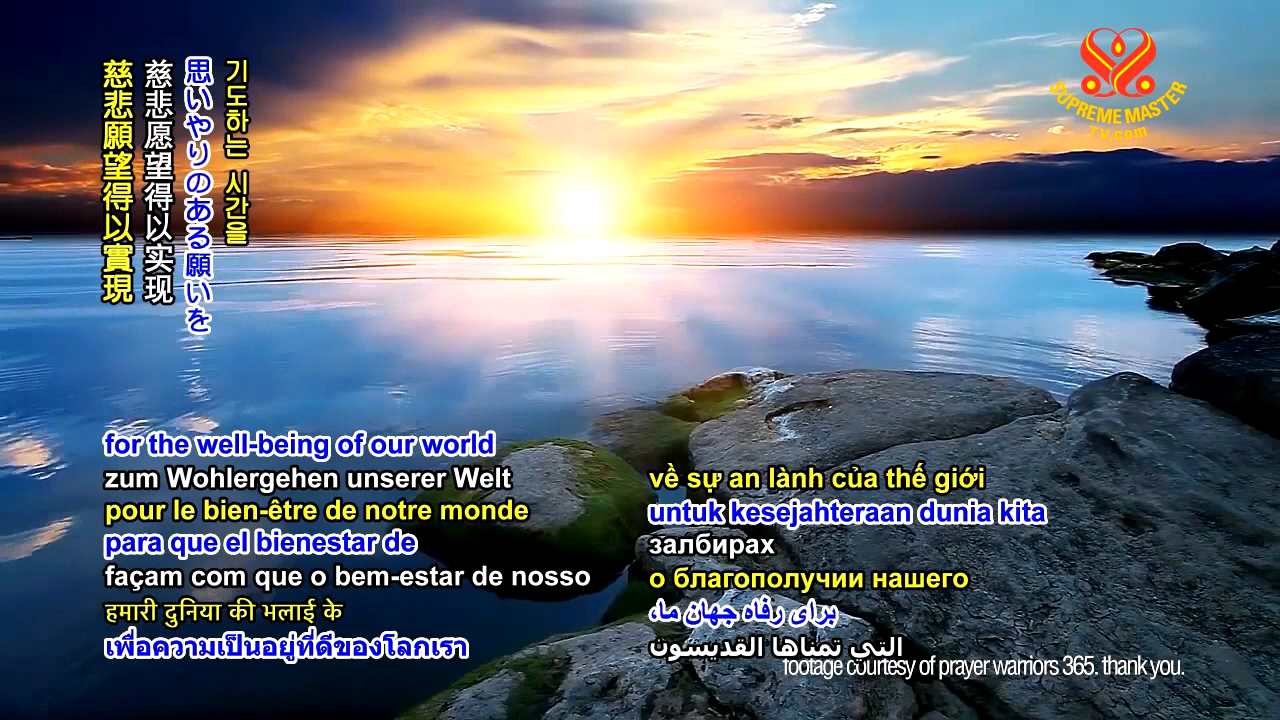 기도하는 시간을
思いやりのある願いを
慈悲愿望得以实现
慈悲願望得以實現
SUPREME MASTER
TV.com
for the well-being of our world
zum Wohlergehen unserer Welt
pour le bien-être de notre monde
para que el bienestar de
façam com que o bem-estar de nosso
हमारी दुनिया की भलाई के
เพื่อความเป็นอยู่ที่ดีของโลกเรา
về sự an lành của thế giới
untuk kesejahteraan dunia kita
залбирах
о благополучии нашего
برای رفاه جهان ما،
التي تمناها القديسون
footage courtesy of prayer warriors 365. thank you.